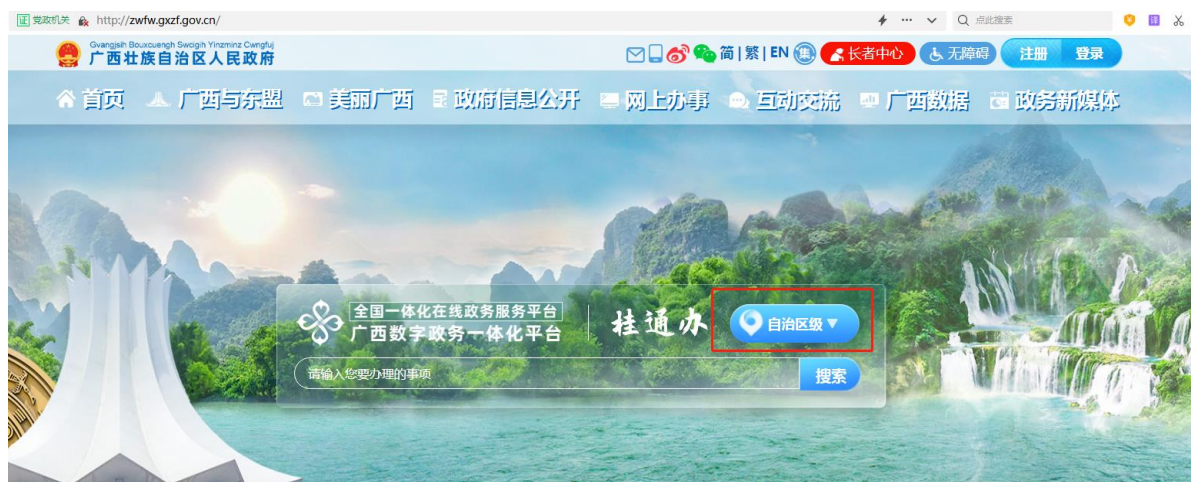 证 党政机关 http://zwfw.gxzf.gov.cn/ 点此搜索
Gvangjsih Bouxcuengh Swcigih Yinzminz Cwngfuj
广西壮族自治区人民政府
简|繁|EN 集 长者中心 无障碍 注册 登录
首页 广西与东盟 美丽广西 政府信息公开 网上办事 互动交流 广西数据 政务新媒体
全国一体化在线政务服务平台
广西数字政务一体化平台 桂通办 自治区级▼
请输入您要办理的事项 搜索